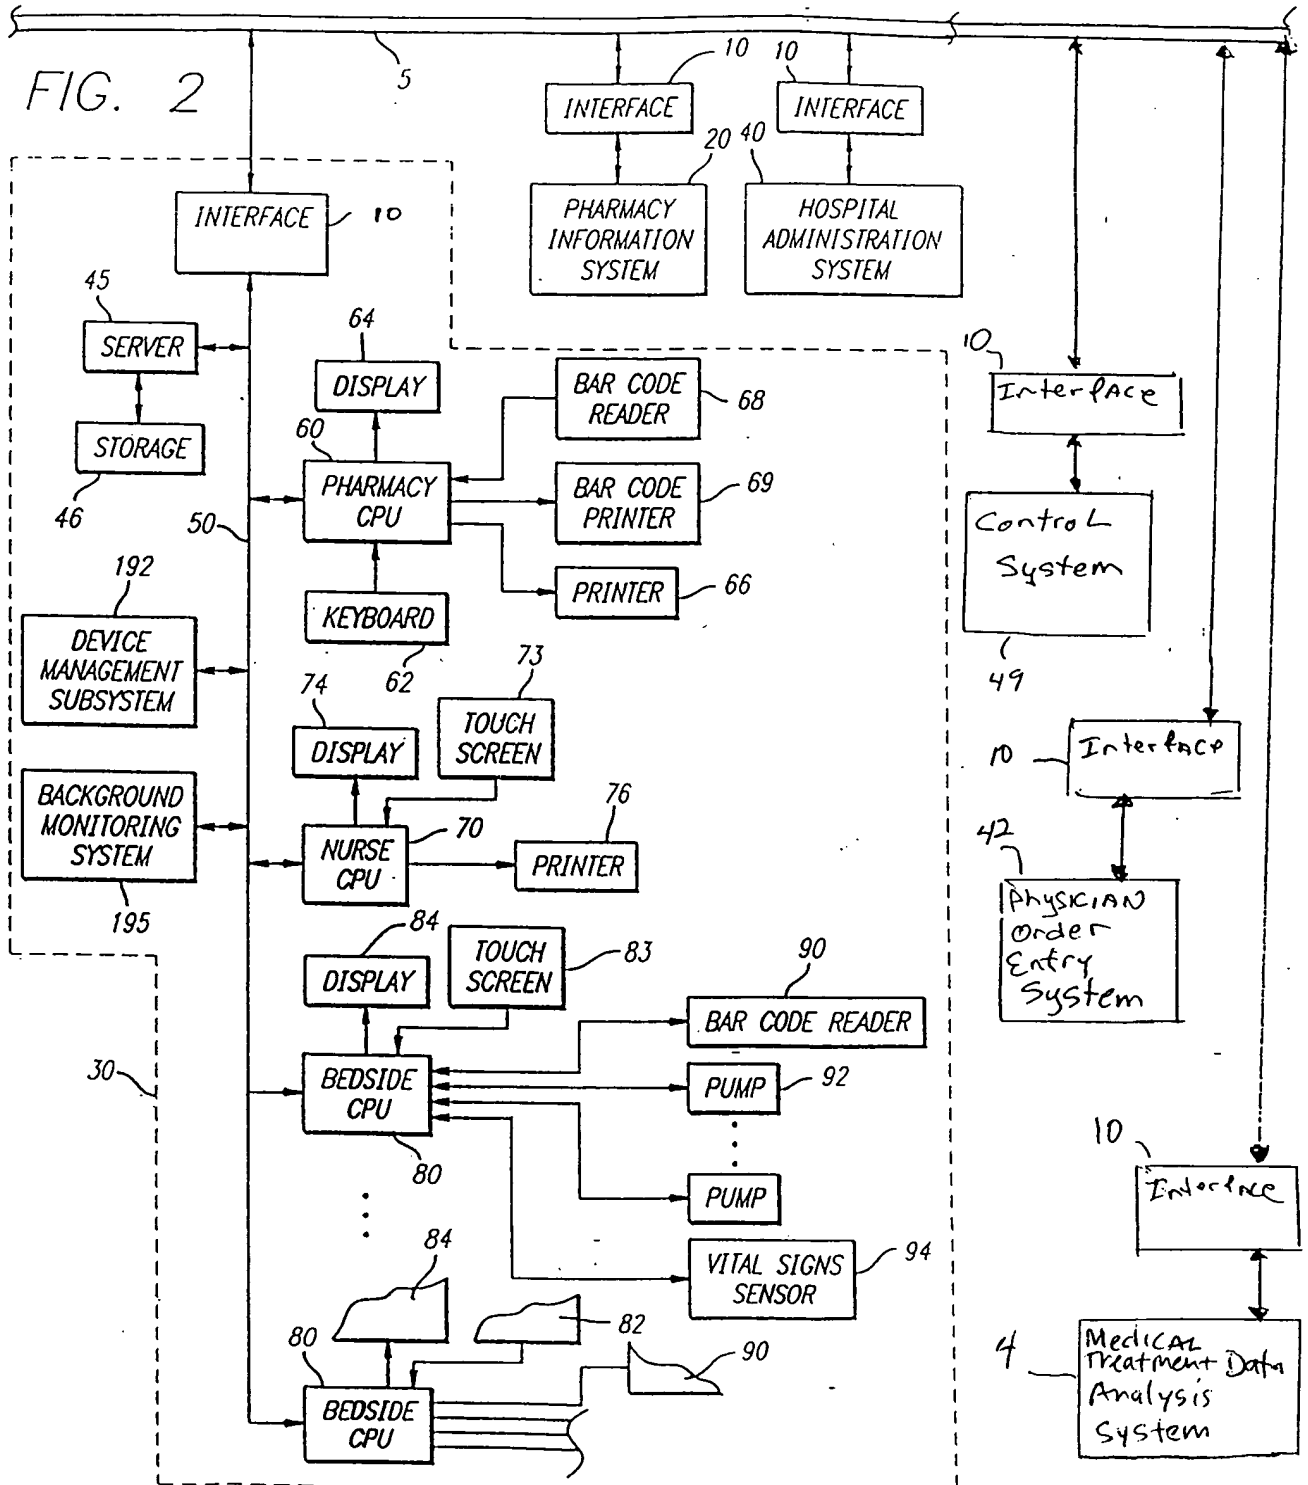 FIG. 2
5
10
10
INTERFACE
INTERFACE
20
40
PHARMACY
INFORMATION
SYSTEM
HOSPITAL
ADMINISTRATION
SYSTEM
INTERFACE
10
45
SERVER
STORAGE
46
64
DISPLAY
60
PHARMACY
CPU
BAR CODE
READER
68
BAR CODE
PRINTER
69
PRINTER
66
KEYBOARD
62
50
192
DEVICE
MANAGEMENT
SUBSYSTEM
BACKGROUND
MONITORING
SYSTEM
195
74
DISPLAY
73
TOUCH
SCREEN
NURSE
CPU
70
76
PRINTER
84
DISPLAY
TOUCH
SCREEN
83
30
BEDSIDE
CPU
80
90
BAR CODE READER
PUMP
92
PUMP
VITAL SIGNS
SENSOR
94
84
82
90
80
BEDSIDE
CPU
10
Interface
Control
System
49
10
Interface
42
Physician
Order
Entry
System
10
Interface
4
Medical
Treatment Data
Analysis
System